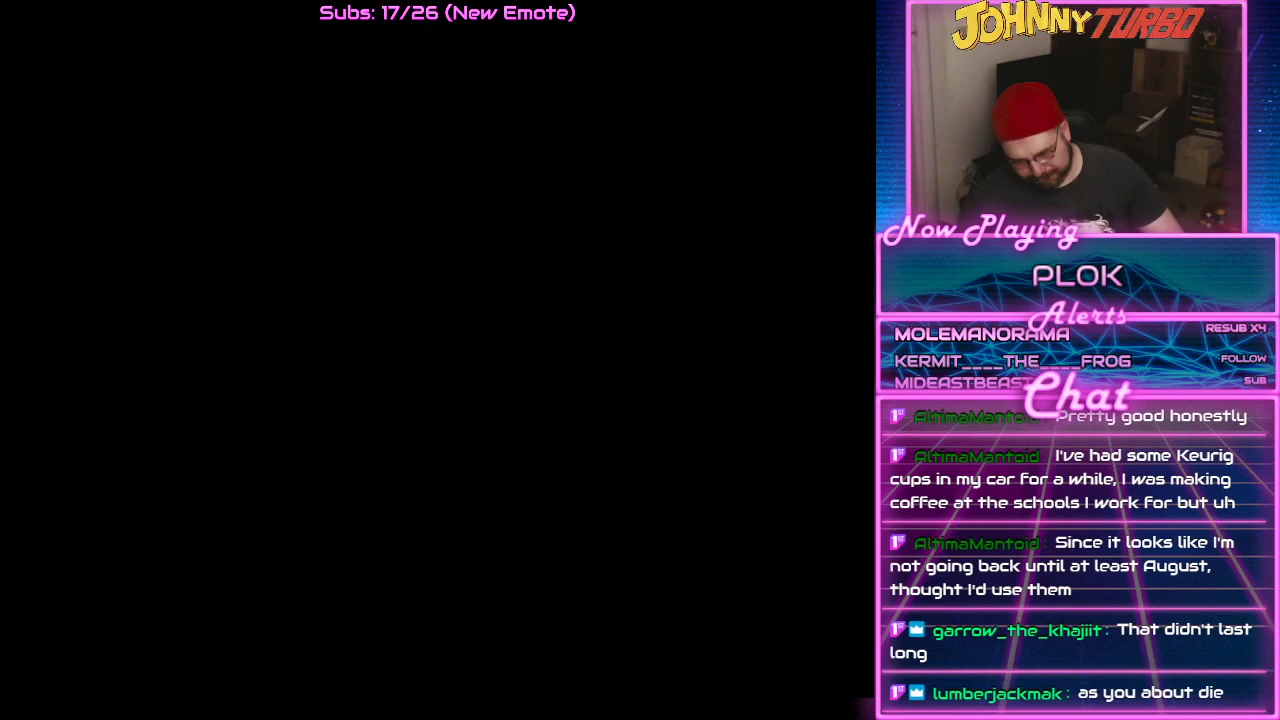 Subs: 17/26 (New Emote)
JOHNNY TURBO
Now Playing
PLOK
Alerts
MOLEMANORAMA RESUB X4
KERMIT____THE____FROG FOLLOW
MIDEASTBEAST SUB
Chat
AltimaMantoid Pretty good honestly
AltimaMantoid I've had some Keurig
cups in my car for a while, I was making
coffee at the schools I work for but uh
AltimaMantoid: Since it looks like I'm
not going back until at least August,
thought I'd use them
garrow_the_khajiit: That didn't last
long
lumberjackmak: as you about die